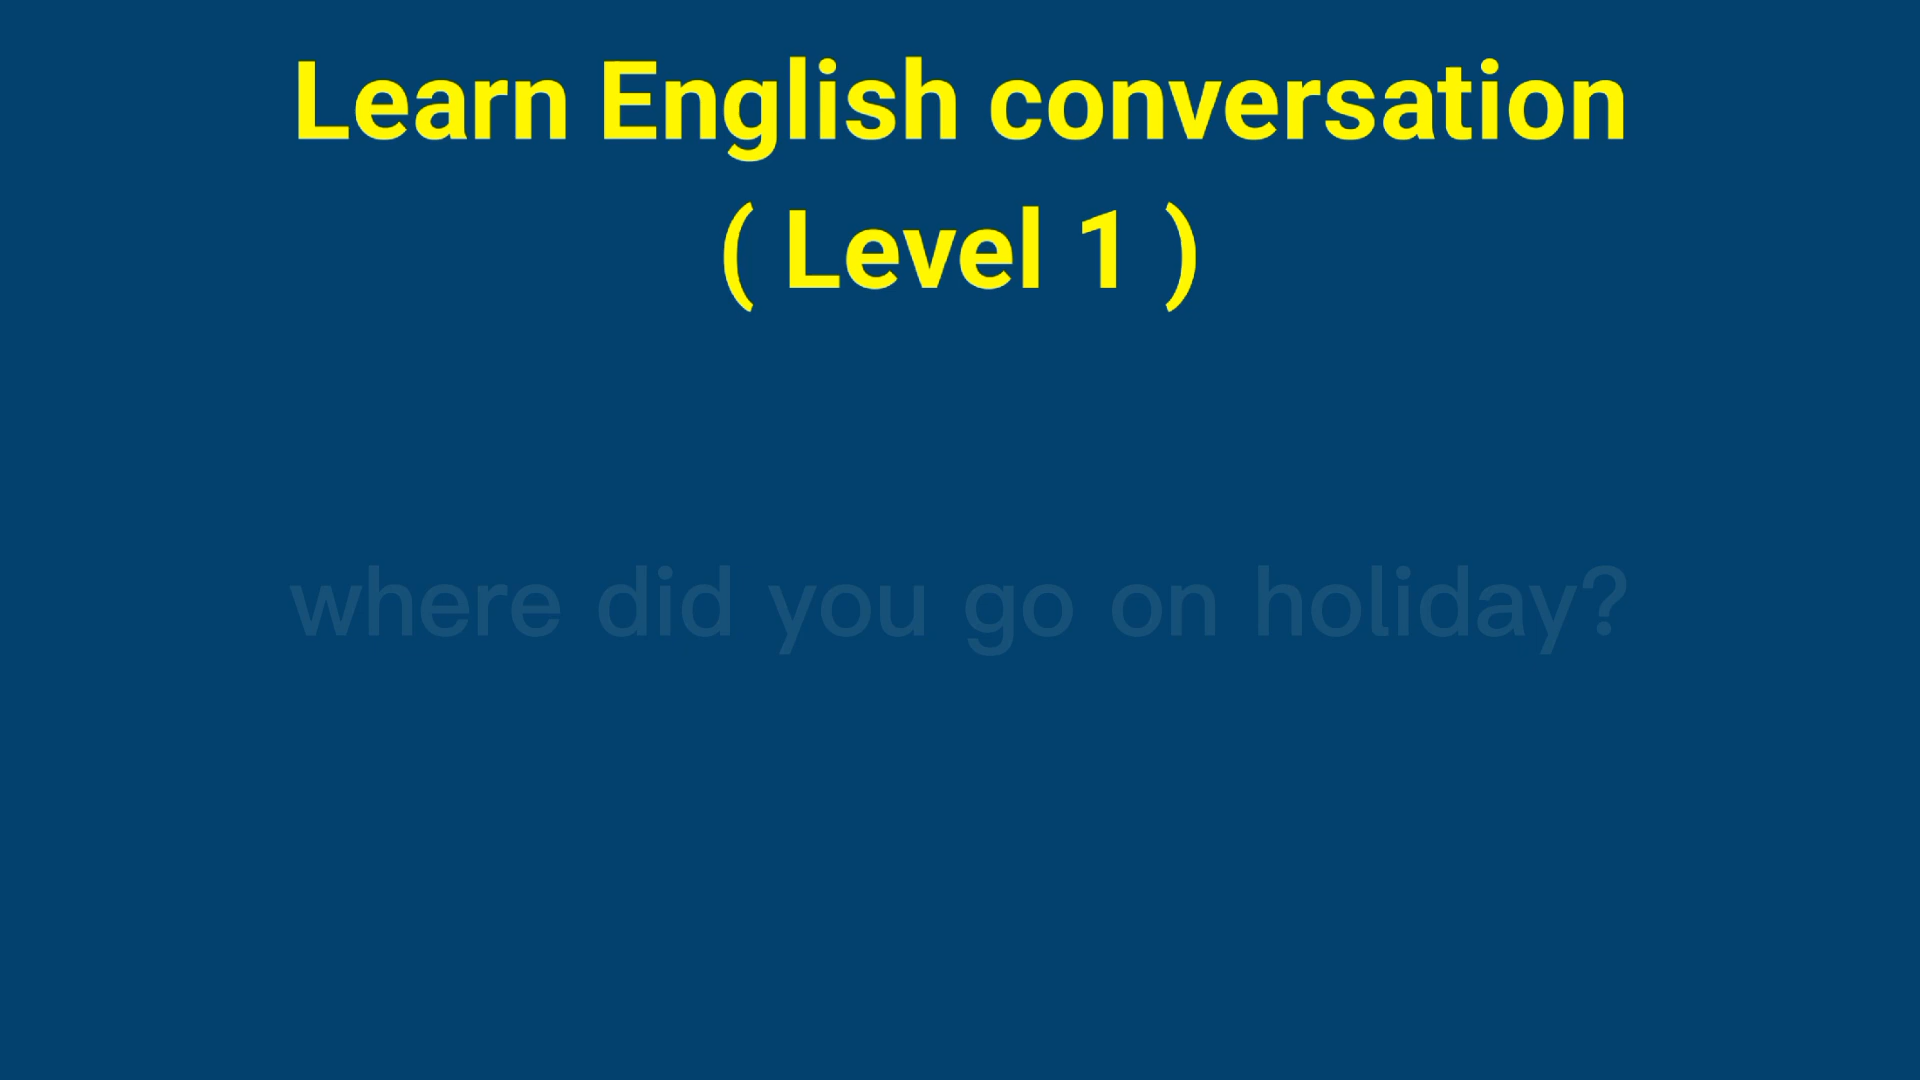 Learn English conversation
( Level 1 )
where did you go on holiday?